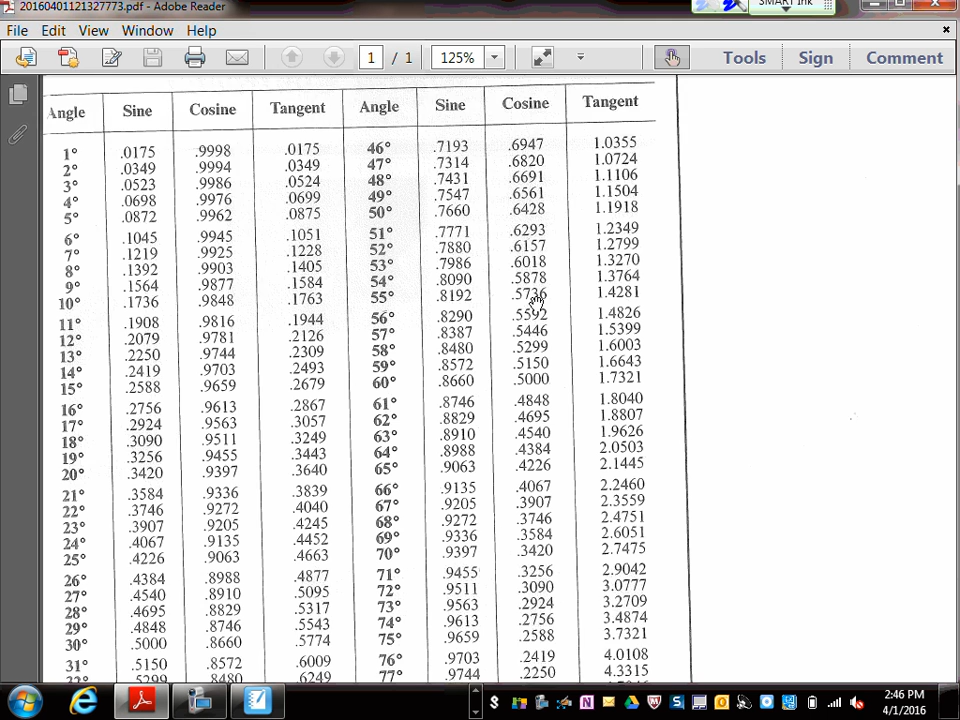 20160401121327773.pdf - Adobe Reader
SMART Ink
File Edit View Window Help
1 / 1 125% Tools Sign Comment
Angle Sine Cosine Tangent Angle Sine Cosine Tangent
1° .0175 .9998 .0175 46° .7193 .6947 1.0355
2° .0349 .9994 .0349 47° .7314 .6820 1.0724
3° .0523 .9986 .0524 48° .7431 .6691 1.1106
4° .0698 .9976 .0699 49° .7547 .6561 1.1504
5° .0872 .9962 .0875 50° .7660 .6428 1.1918
6° .1045 .9945 .1051 51° .7771 .6293 1.2349
7° .1219 .9925 .1228 52° .7880 .6157 1.2799
8° .1392 .9903 .1405 53° .7986 .6018 1.3270
9° .1564 .9877 .1584 54° .8090 .5878 1.3764
10° .1736 .9848 .1763 55° .8192 .5736 1.4281
11° .1908 .9816 .1944 56° .8290 .5592 1.4826
12° .2079 .9781 .2126 57° .8387 .5446 1.5399
13° .2250 .9744 .2309 58° .8480 .5299 1.6003
14° .2419 .9703 .2493 59° .8572 .5150 1.6643
15° .2588 .9659 .2679 60° .8660 .5000 1.7321
16° .2756 .9613 .2867 61° .8746 .4848 1.8040
17° .2924 .9563 .3057 62° .8829 .4695 1.8807
18° .3090 .9511 .3249 63° .8910 .4540 1.9626
19° .3256 .9455 .3443 64° .8988 .4384 2.0503
20° .3420 .9397 .3640 65° .9063 .4226 2.1445
21° .3584 .9336 .3839 66° .9135 .4067 2.2460
22° .3746 .9272 .4040 67° .9205 .3907 2.3559
23° .3907 .9205 .4245 68° .9272 .3746 2.4751
24° .4067 .9135 .4452 69° .9336 .3584 2.6051
25° .4226 .9063 .4663 70° .9397 .3420 2.7475
26° .4384 .8988 .4877 71° .9455 .3256 2.9042
27° .4540 .8910 .5095 72° .9511 .3090 3.0777
28° .4695 .8829 .5317 73° .9563 .2924 3.2709
29° .4848 .8746 .5543 74° .9613 .2756 3.4874
30° .5000 .8660 .5774 75° .9659 .2588 3.7321
31° .5150 .8572 .6009 76° .9703 .2419 4.0108
32° .5299 .8480 .6249 77° .9744 .2250 4.3315
2:46 PM
4/1/2016